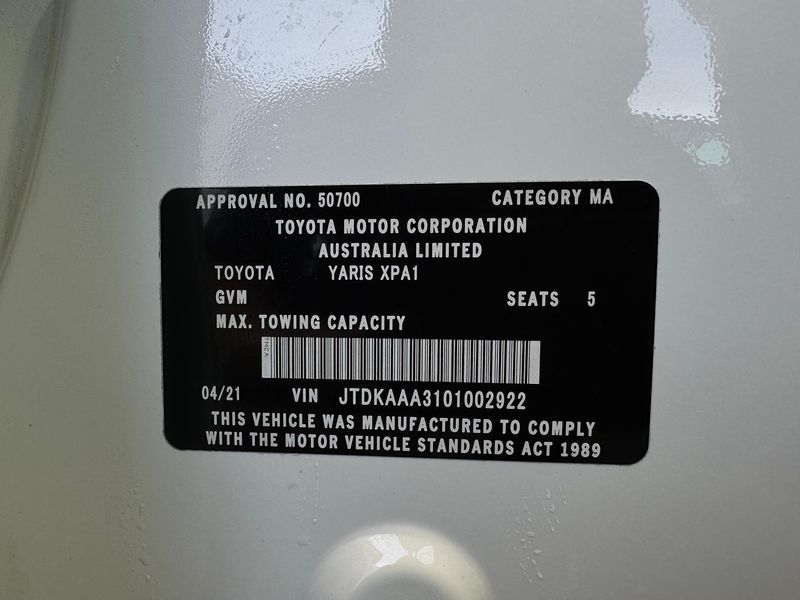 APPROVAL NO. 50700 CATEGORY MA
TOYOTA MOTOR CORPORATION
AUSTRALIA LIMITED
TOYOTA YARIS XPA1
GVM SEATS 5
MAX. TOWING CAPACITY
TMCA
04/21 VIN JTDKAAA3101002922
THIS VEHICLE WAS MANUFACTURED TO COMPLY
WITH THE MOTOR VEHICLE STANDARDS ACT 1989